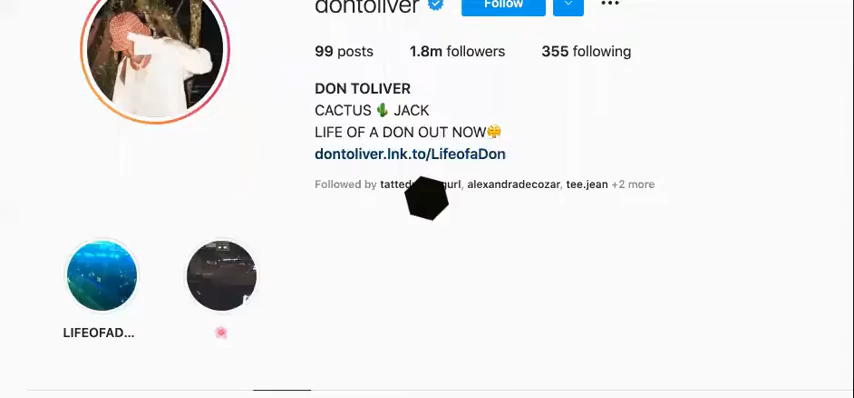 dontoliver Follow
99 posts 1.8m followers 355 following
DON TOLIVER
CACTUS 🌵 JACK
LIFE OF A DON OUT NOW
dontoliver.lnk.to/LifeofaDon
Followed by alexandradecozar, tee.jean +2 more
LIFEOFAD...